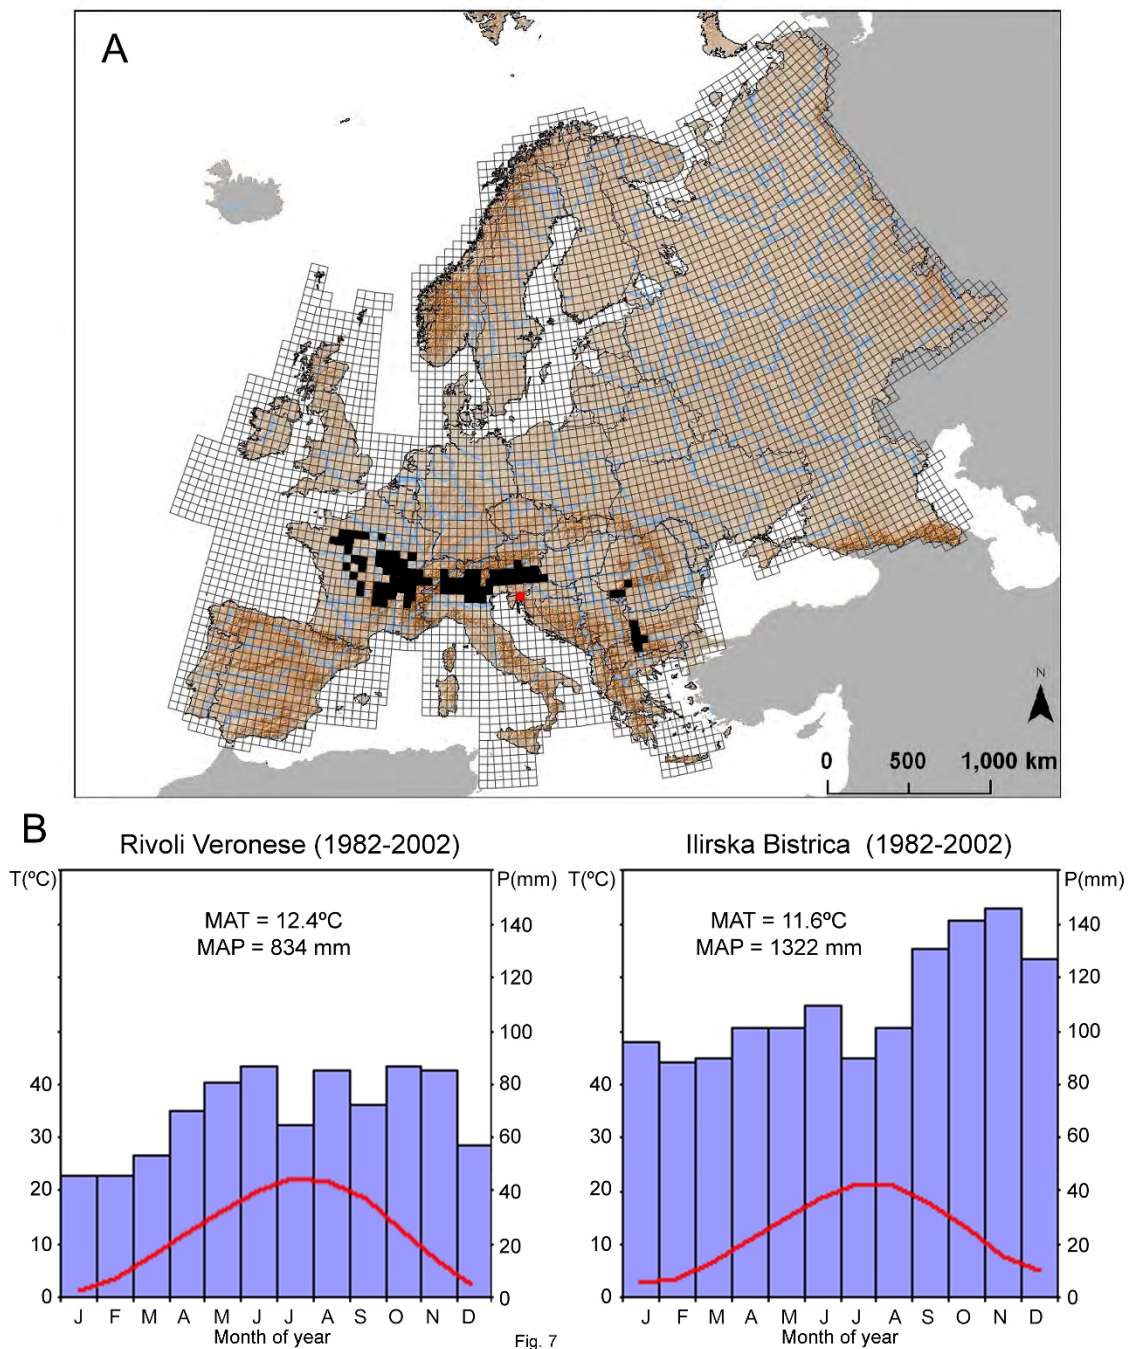 A
N
0 500 1,000 km
B
Rivoli Veronese (1982-2002)
T(ºC)
P(mm)
MAT = 12.4ºC
MAP = 834 mm
140
120
100
40 80
30 60
20 40
10 20
0 0
J F M A M J J A S O N D
Month of year
Ilirska Bistrica (1982-2002)
T(ºC)
P(mm)
MAT = 11.6ºC
MAP = 1322 mm
140
120
100
40 80
30 60
20 40
10 20
0 0
J F M A M J J A S O N D
Month of year
Fig. 7